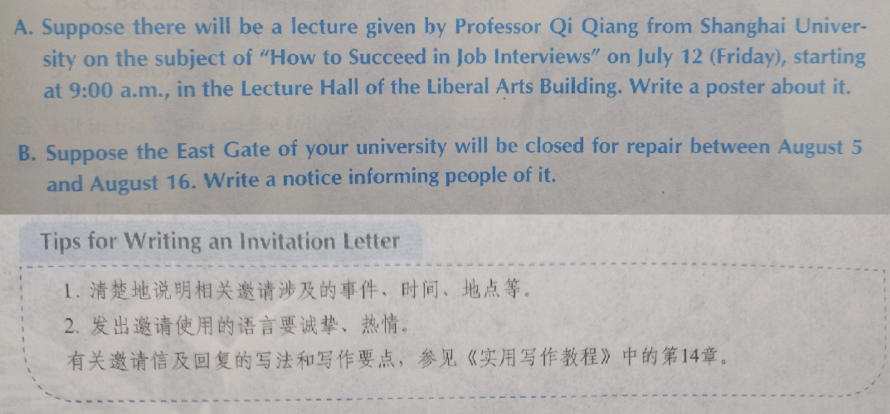 A. Suppose there will be a lecture given by Professor Qi Qiang from Shanghai Univer-
sity on the subject of “How to Succeed in Job Interviews” on July 12 (Friday), starting
at 9:00 a.m., in the Lecture Hall of the Liberal Arts Building. Write a poster about it.
B. Suppose the East Gate of your university will be closed for repair between August 5
and August 16. Write a notice informing people of it.
Tips for Writing an Invitation Letter
1. 清楚地说明相关邀请涉及的事件、时间、地点等。
2. 发出邀请使用的语言要诚挚、热情。
有关邀请信及回复的写法和写作要点，参见《实用写作教程》中的第14章。